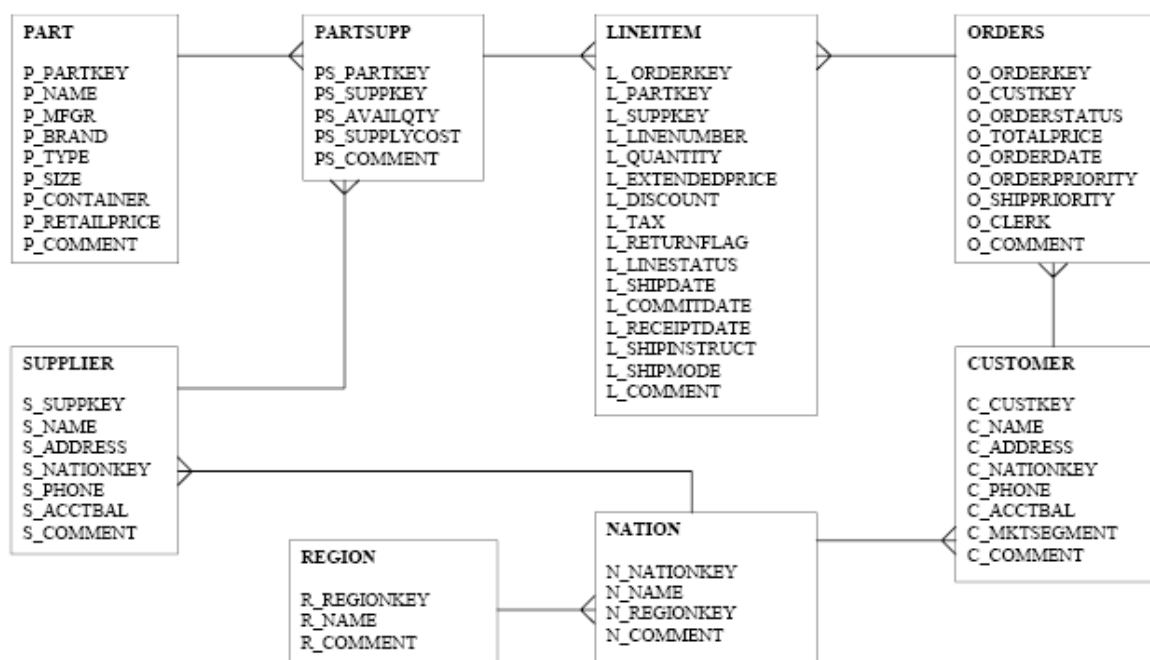 PART
P_PARTKEY
P_NAME
P_MFGR
P_BRAND
P_TYPE
P_SIZE
P_CONTAINER
P_RETAILPRICE
P_COMMENT
PARTSUPP
PS_PARTKEY
PS_SUPPKEY
PS_AVAILQTY
PS_SUPPLYCOST
PS_COMMENT
LINEITEM
L_ORDERKEY
L_PARTKEY
L_SUPPKEY
L_LINENUMBER
L_QUANTITY
L_EXTENDEDPRICE
L_DISCOUNT
L_TAX
L_RETURNFLAG
L_LINESTATUS
L_SHIPDATE
L_COMMITDATE
L_RECEIPTDATE
L_SHIPINSTRUCT
L_SHIPMODE
L_COMMENT
ORDERS
O_ORDERKEY
O_CUSTKEY
O_ORDERSTATUS
O_TOTALPRICE
O_ORDERDATE
O_ORDERPRIORITY
O_SHIPPRIORITY
O_CLERK
O_COMMENT
SUPPLIER
S_SUPPKEY
S_NAME
S_ADDRESS
S_NATIONKEY
S_PHONE
S_ACCTBAL
S_COMMENT
CUSTOMER
C_CUSTKEY
C_NAME
C_ADDRESS
C_NATIONKEY
C_PHONE
C_ACCTBAL
C_MKTSEGMENT
C_COMMENT
REGION
R_REGIONKEY
R_NAME
R_COMMENT
NATION
N_NATIONKEY
N_NAME
N_REGIONKEY
N_COMMENT